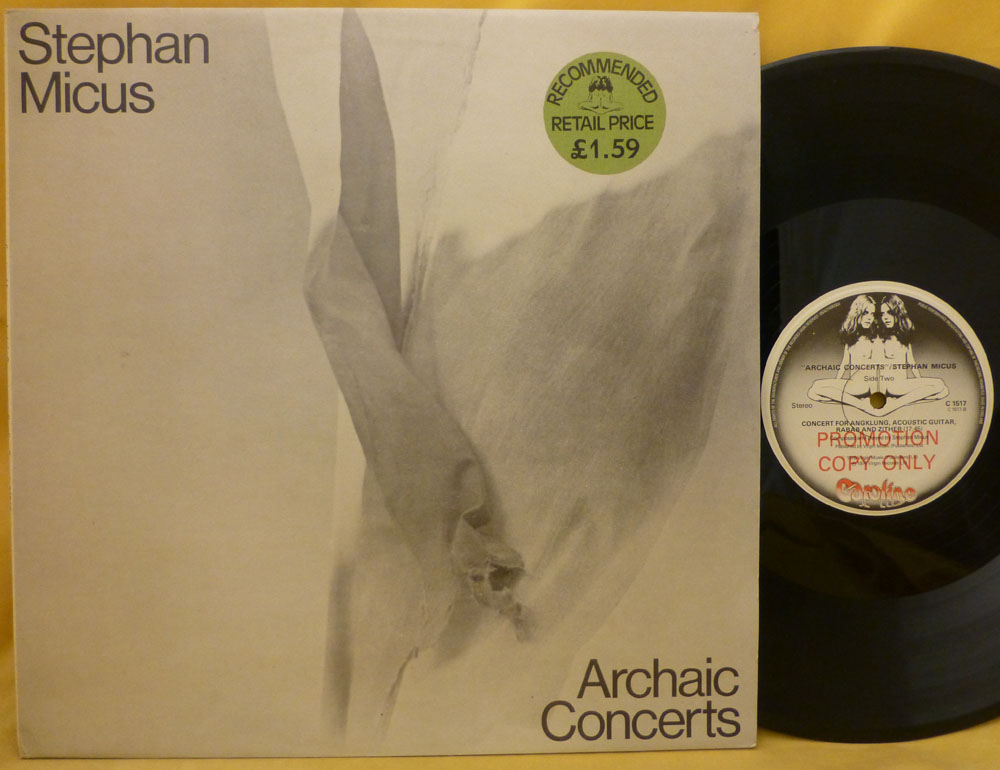 Stephan
Micus
RECOMMENDED
RETAIL PRICE
£1.59
Archaic
Concerts
"ARCHAIC CONCERTS"/STEPHAN MICUS
Side Two
Stereo
C 1517
CONCERT FOR ANGKLUNG, ACOUSTIC GUITAR,
RABAB AND ZITHER
PROMOTION
COPY ONLY
Caroline